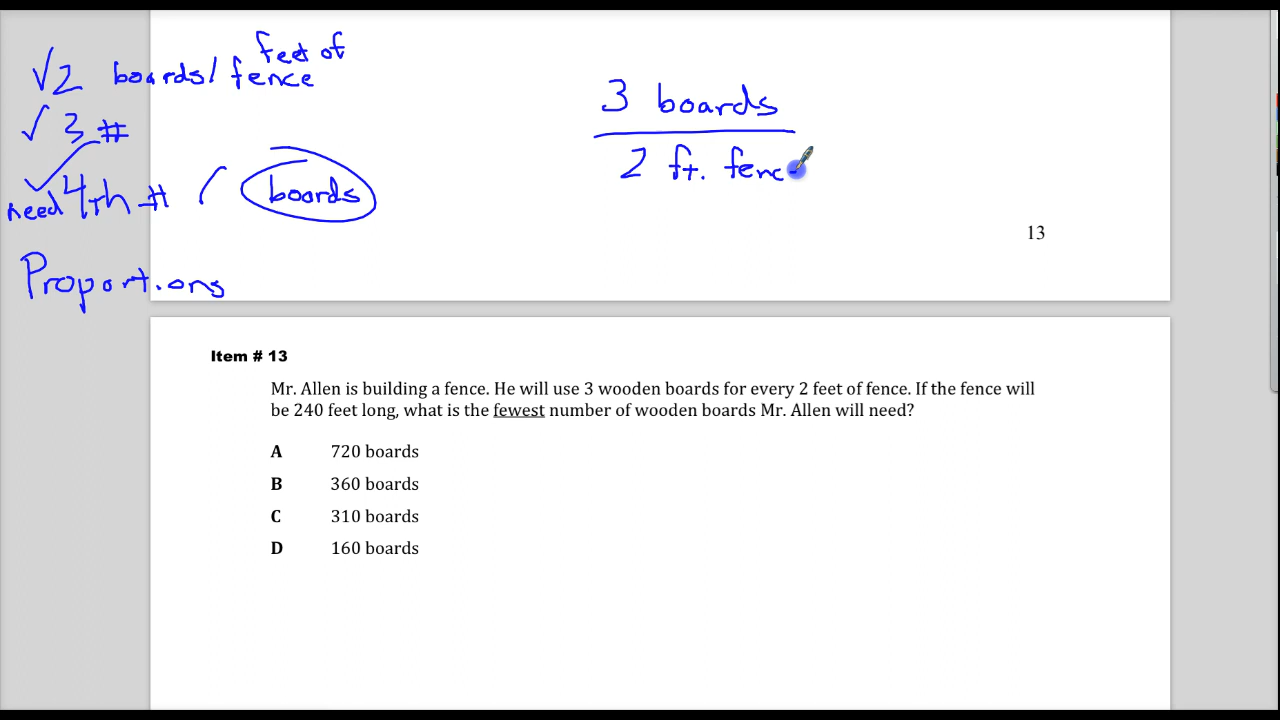 feet of
√2 boards/fence
√ 3 #
need 4th # boards
Proportions
3 boards
2 ft. fenc
13
Item # 13
Mr. Allen is building a fence. He will use 3 wooden boards for every 2 feet of fence. If the fence will
be 240 feet long, what is the fewest number of wooden boards Mr. Allen will need?
A 720 boards
B 360 boards
C 310 boards
D 160 boards